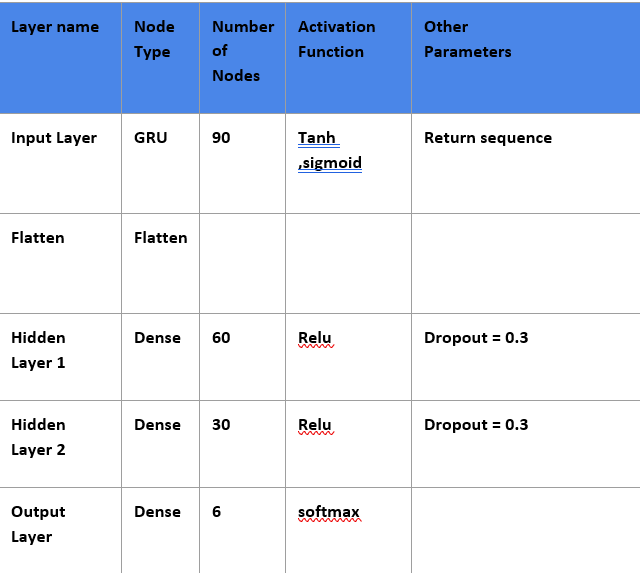 Layer name Node Type Number of Nodes Activation Function Other Parameters
Input Layer GRU 90 Tanh ,sigmoid Return sequence
Flatten Flatten
Hidden Layer 1 Dense 60 Relu Dropout = 0.3
Hidden Layer 2 Dense 30 Relu Dropout = 0.3
Output Layer Dense 6 softmax